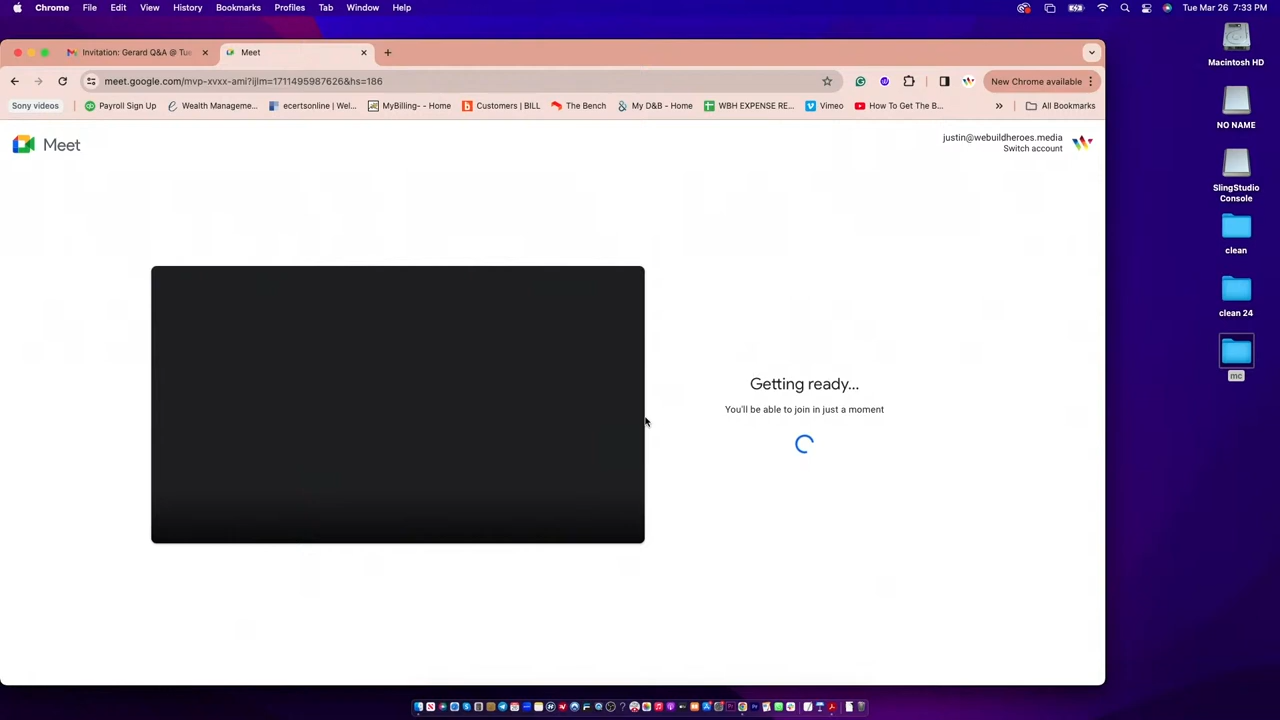 Chrome File Edit View History Bookmarks Profiles Tab Window Help
Tue Mar 26 7:33 PM
Invitation: Gerard Q&A @ Tue
Meet
meet.google.com/mvp-xvxx-ami?ijlm=1711495987626&hs=186
New Chrome available
Sony videos
Payroll Sign Up
Wealth Manageme...
ecertsonline | Wel...
MyBilling- - Home
Customers | BILL
The Bench
My D&B - Home
WBH EXPENSE RE...
Vimeo
How To Get The B...
All Bookmarks
Meet
justin@webuildheroes.media
Switch account
Getting ready...
You'll be able to join in just a moment
Macintosh HD
NO NAME
SlingStudio
Console
clean
clean 24
mc